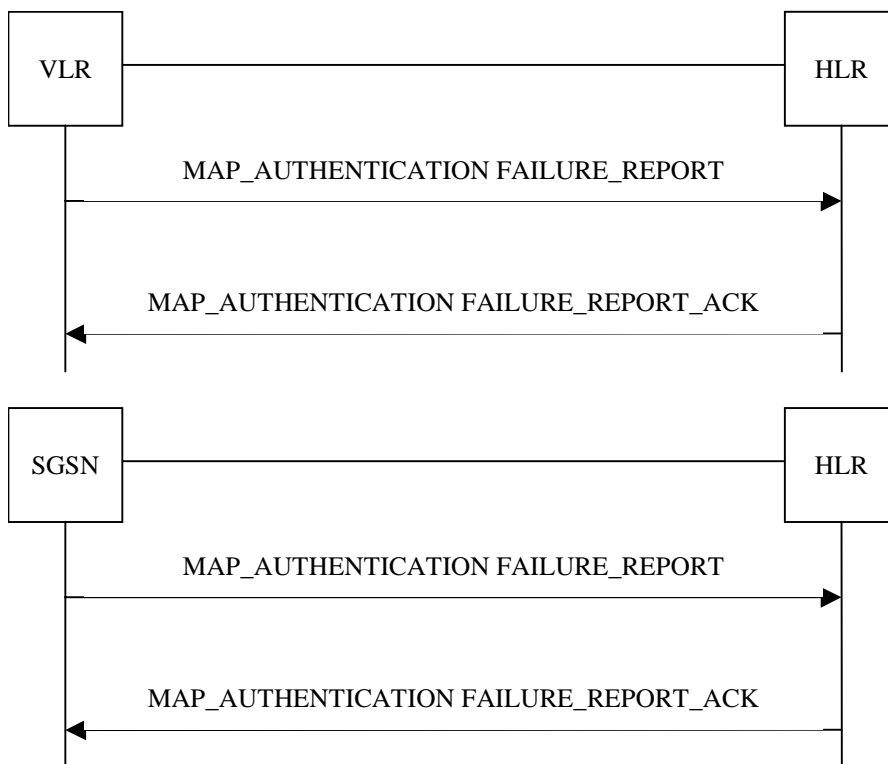 VLR
HLR
MAP_AUTHENTICATION FAILURE_REPORT
MAP_AUTHENTICATION FAILURE_REPORT_ACK
SGSN
HLR
MAP_AUTHENTICATION FAILURE_REPORT
MAP_AUTHENTICATION FAILURE_REPORT_ACK